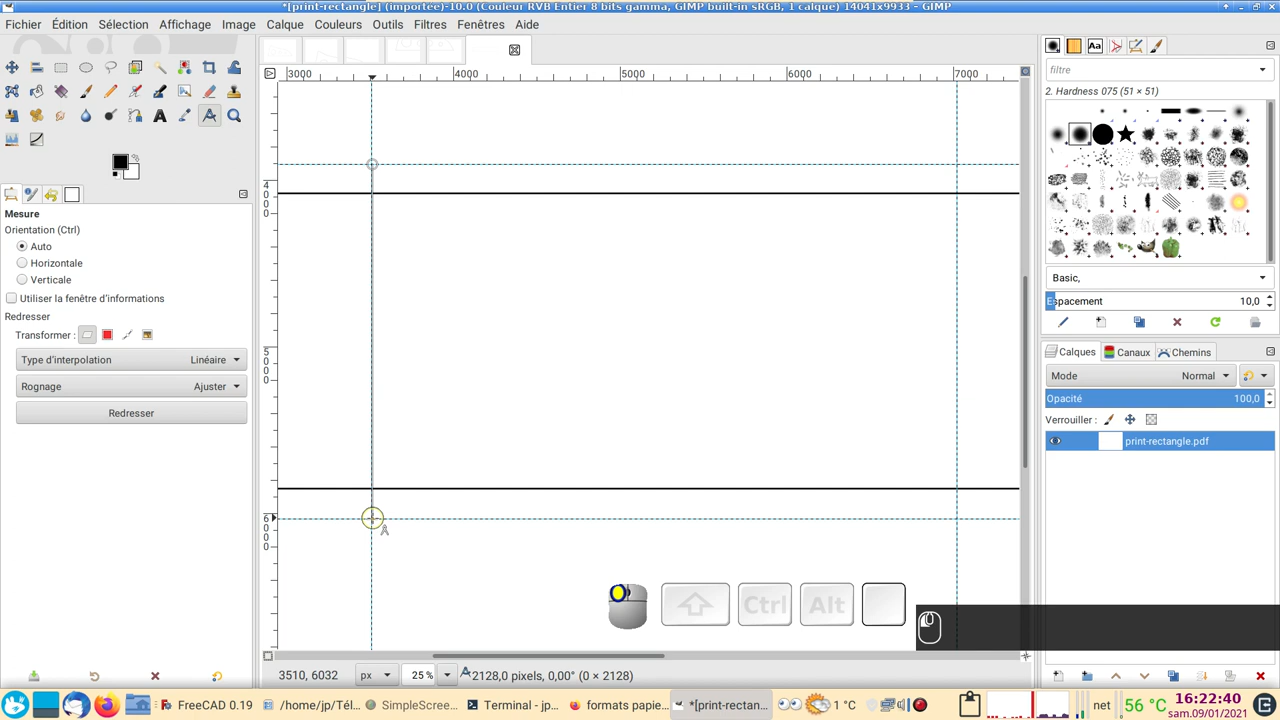 *[print-rectangle] (importée)-10.0 (Couleur RVB Entier 8 bits gamma, GIMP built-in sRGB, 1 calque) 14041x9933 – GIMP
Fichier Édition Sélection Affichage Image Calque Couleurs Outils Filtres Fenêtres Aide
3000 4000 5000 6000 7000
filtre
2. Hardness 075 (51 × 51)
4000
5000
6000
Mesure
Orientation (Ctrl)
Auto
Horizontale
Verticale
Utiliser la fenêtre d'informations
Redresser
Transformer :
Type d'interpolation Linéaire
Rognage Ajuster
Redresser
Basic,
Espacement 10,0
Calques Canaux Chemins
Mode Normal
Opacité 100,0
Verrouiller :
print-rectangle.pdf
Ctrl Alt
3510, 6032 px 25 % 2128,0 pixels, 0,00° (0 × 2128)
FreeCAD 0.19 /home/jp/Tél... SimpleScree... Terminal - jp... formats papie... *[print-rectan... 1 °C net 56 °C 16:22:40
sam.09/01/2021